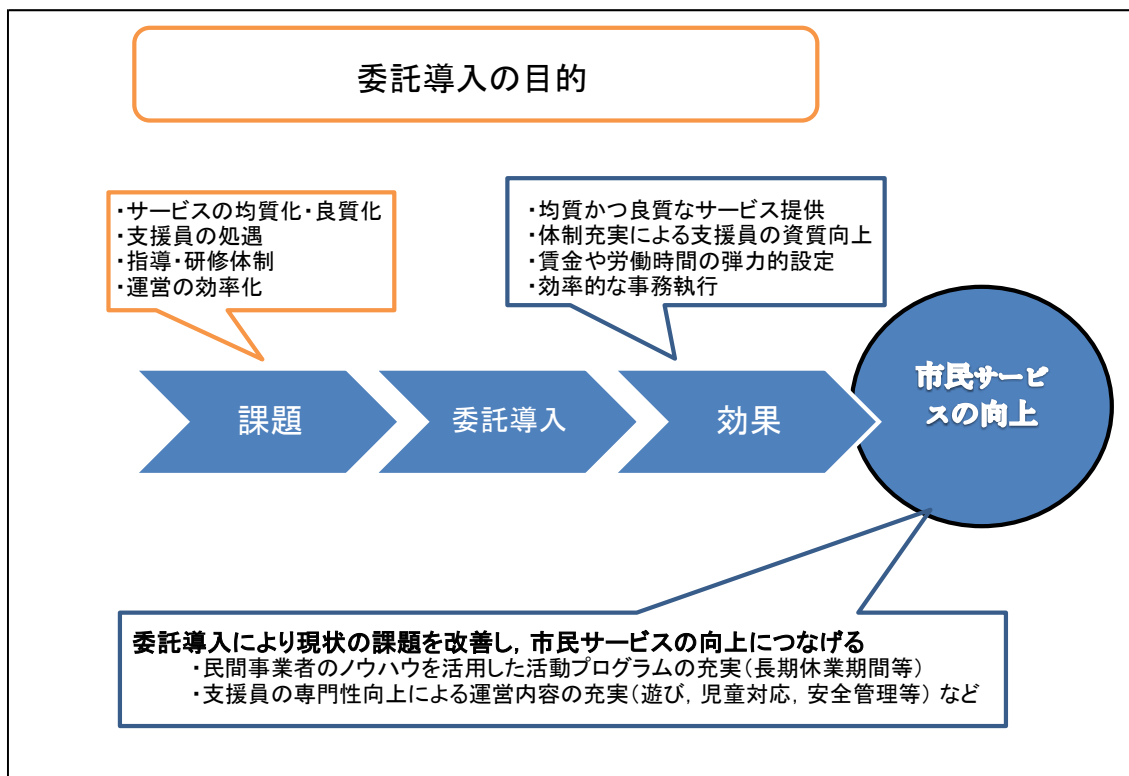 委託導入の目的
・サービスの均質化・良質化
・支援員の処遇
・指導・研修体制
・運営の効率化
・均質かつ良質なサービス提供
・体制充実による支援員の資質向上
・賃金や労働時間の弾力的設定
・効率的な事務執行
課題
委託導入
効果
市民サービ
スの向上
委託導入により現状の課題を改善し，市民サービスの向上につなげる
・民間事業者のノウハウを活用した活動プログラムの充実（長期休業期間等）
・支援員の専門性向上による運営内容の充実（遊び，児童対応，安全管理等） など